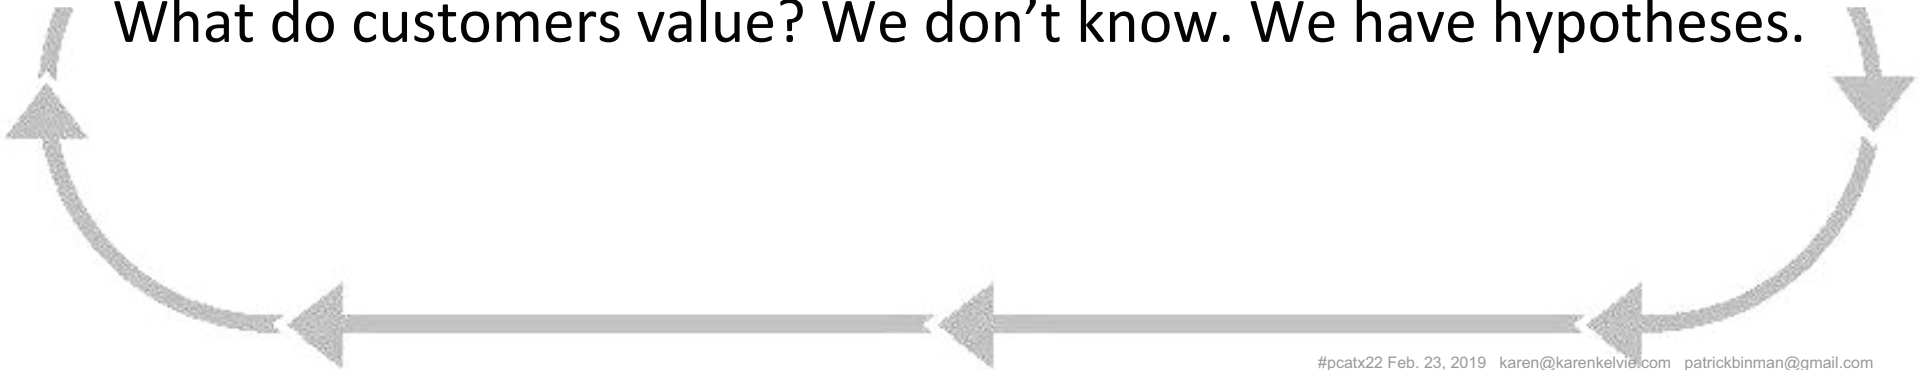 What do customers value? We don’t know. We have hypotheses.
#pcatx22 Feb. 23, 2019 karen@karenkelvie.com patrickbinman@gmail.com